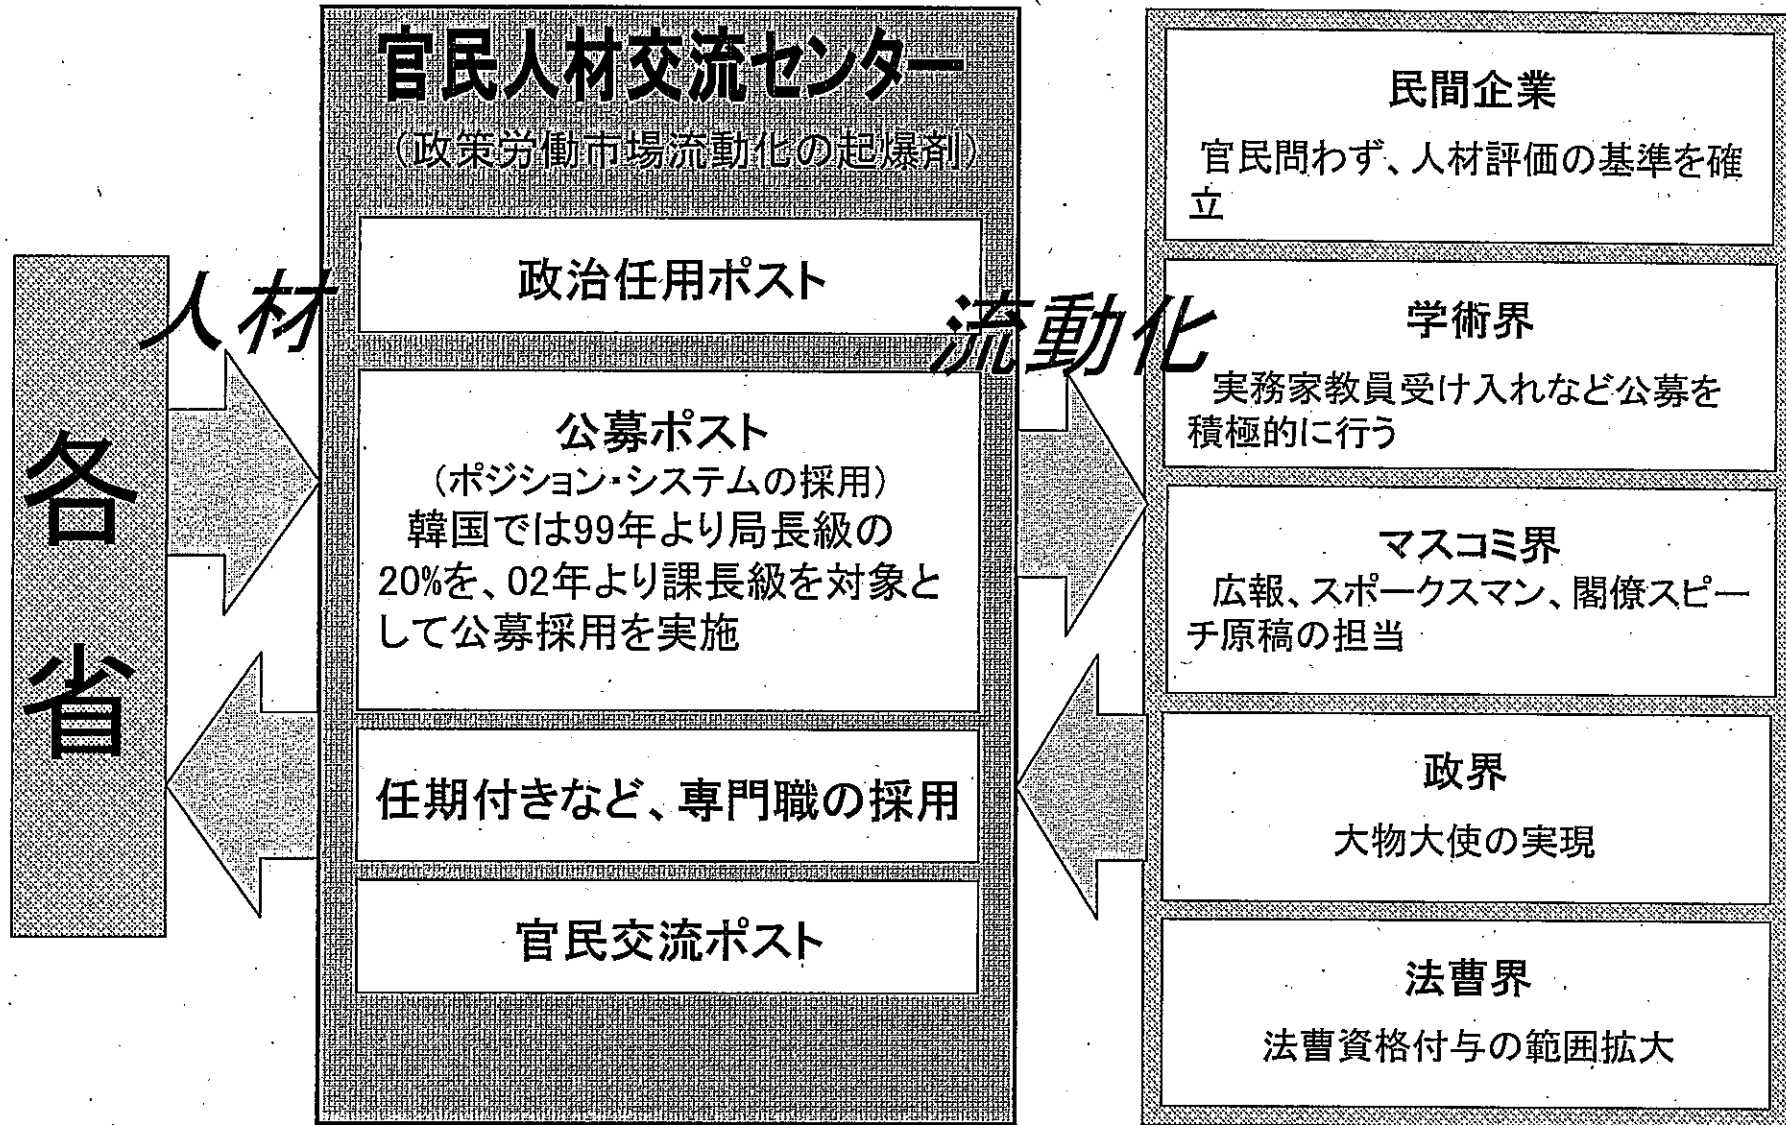 各省
人材
流動化
官民人材交流センター
(政策労働市場流動化の起爆剤)
政治任用ポスト
公募ポスト
(ポジション・システムの採用)
韓国では99年より局長級の
20%を、02年より課長級を対象と
して公募採用を実施
任期付きなど、専門職の採用
官民交流ポスト
民間企業
官民問わず、人材評価の基準を確
立
学術界
実務家教員受け入れなど公募を
積極的に行う
マスコミ界
広報、スポークスマン、閣僚スピー
チ原稿の担当
政界
大物大使の実現
法曹界
法曹資格付与の範囲拡大